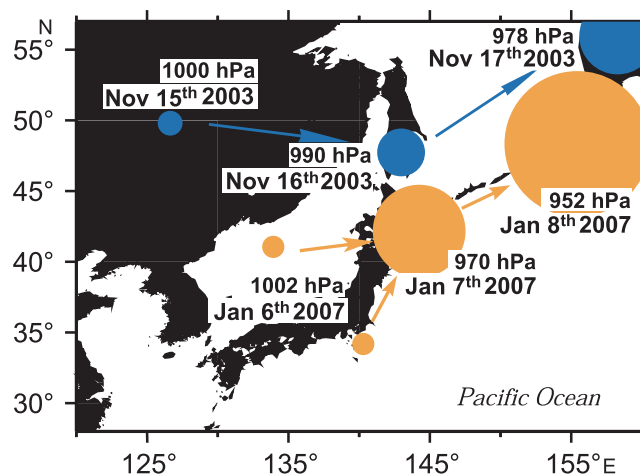 N
55°
50°
45°
40°
35°
30°
125°
135°
145°
155°E
1000 hPa
Nov 15th 2003
990 hPa
Nov 16th 2003
978 hPa
Nov 17th 2003
1002 hPa
Jan 6th 2007
970 hPa
Jan 7th 2007
952 hPa
Jan 8th 2007
Pacific Ocean